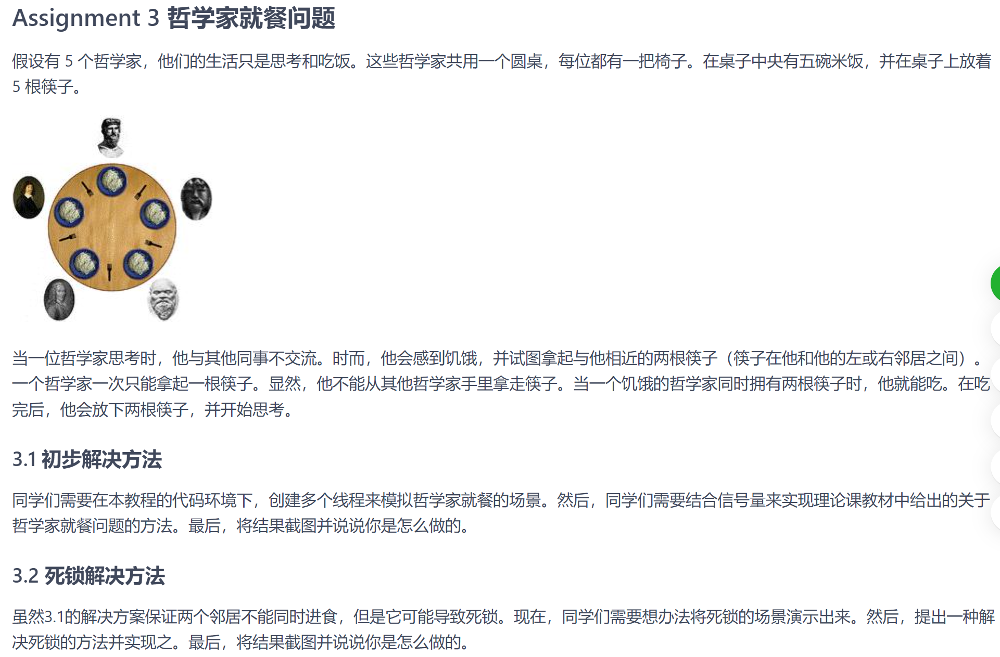 Assignment 3 哲学家就餐问题
假设有 5 个哲学家，他们的生活只是思考和吃饭。这些哲学家共用一个圆桌，每位都有一把椅子。在桌子中央有五碗米饭，并在桌子上放着
5 根筷子。
当一位哲学家思考时，他与其他同事不交流。时而，他会感到饥饿，并试图拿起与他相近的两根筷子（筷子在他和他的左或右邻居之间）。
一个哲学家一次只能拿起一根筷子。显然，他不能从其他哲学家手里拿走筷子。当一个饥饿的哲学家同时拥有两根筷子时，他就能吃。在吃
完后，他会放下两根筷子，并开始思考。
3.1 初步解决方法
同学们需要在本教程的代码环境下，创建多个线程来模拟哲学家就餐的场景。然后，同学们需要结合信号量来实现理论课教材中给出的关于
哲学家就餐问题的方法。最后，将结果截图并说说你是怎么做的。
3.2 死锁解决方法
虽然3.1的解决方案保证两个邻居不能同时进食，但是它可能导致死锁。现在，同学们需要想办法将死锁的场景演示出来。然后，提出一种解
决死锁的方法并实现之。最后，将结果截图并说说你是怎么做的。